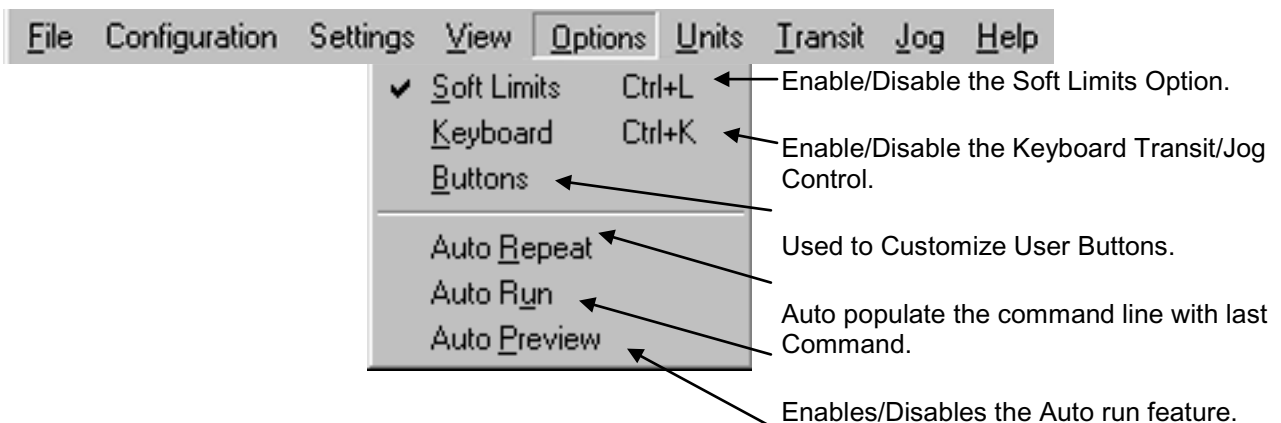 File Configuration Settings View Options Units Transit Jog Help
✔ Soft Limits Ctrl+L
Enable/Disable the Soft Limits Option.
Keyboard Ctrl+K
Enable/Disable the Keyboard Transit/Jog
Control.
Buttons
Used to Customize User Buttons.
Auto Repeat
Auto populate the command line with last
Command.
Auto Run
Enables/Disables the Auto run feature.
Auto Preview